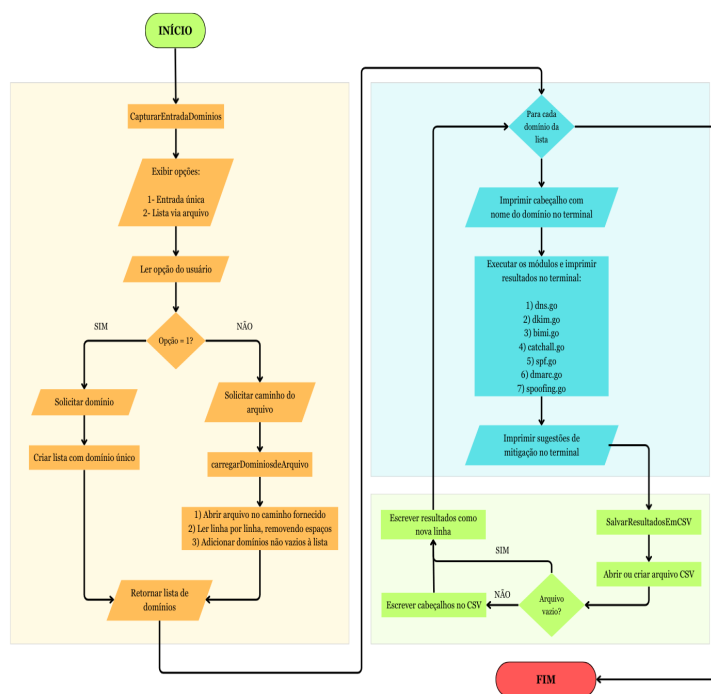 INÍCIO
CapturarEntradaDominios
Exibir opções:
1- Entrada única
2- Lista via arquivo
Ler opção do usuário
Opção = 1?
SIM
NÃO
Solicitar domínio
Criar lista com domínio único
Solicitar caminho do
arquivo
carregarDominiosdeArquivo
1) Abrir arquivo no caminho fornecido
2) Ler linha por linha, removendo espaços
3) Adicionar domínios não vazios à lista
Retornar lista de
domínios
Para cada
domínio da
lista
Imprimir cabeçalho com
nome do domínio no terminal
Executar os módulos e imprimir
resultados no terminal:
1) dns.go
2) dkim.go
3) bimi.go
4) catchall.go
5) spf.go
6) dmarc.go
7) spoofing.go
Imprimir sugestões de
mitigação no terminal
SalvarResultadosEmCSV
Abrir ou criar arquivo CSV
Arquivo
vazio?
SIM
NÃO
Escrever cabeçalhos no CSV
Escrever resultados como
nova linha
FIM